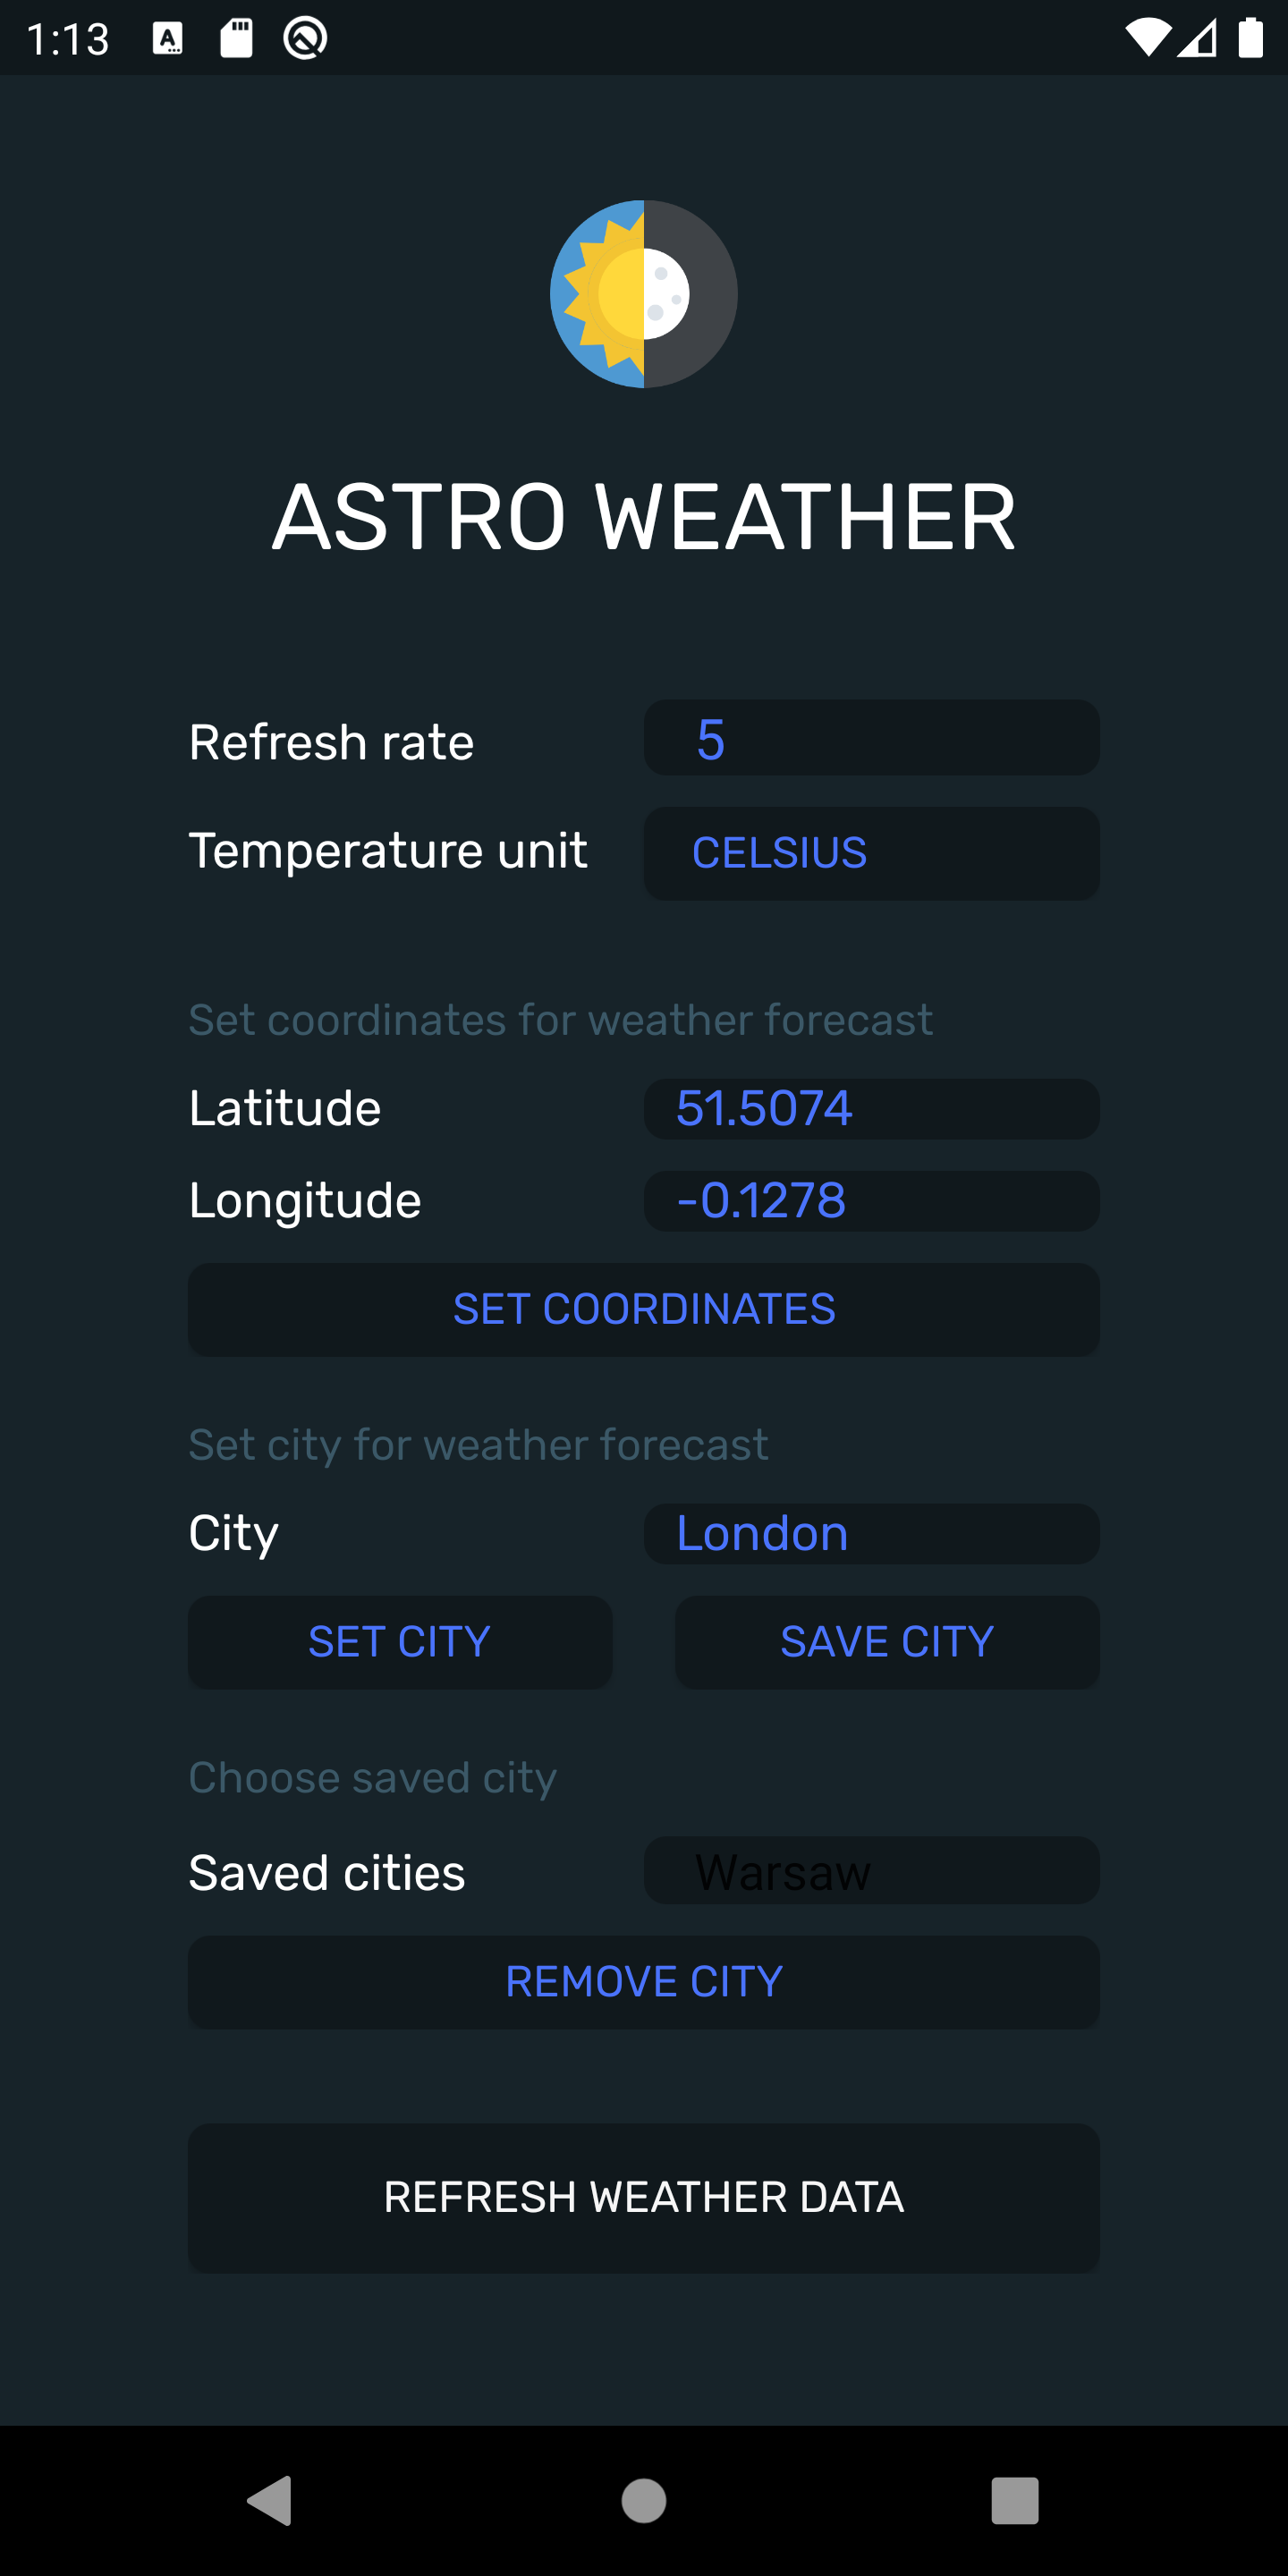 1:13
ASTRO WEATHER
Refresh rate 5
Temperature unit CELSIUS
Set coordinates for weather forecast
Latitude 51.5074
Longitude -0.1278
SET COORDINATES
Set city for weather forecast
City London
SET CITY SAVE CITY
Choose saved city
Saved cities Warsaw
REMOVE CITY
REFRESH WEATHER DATA